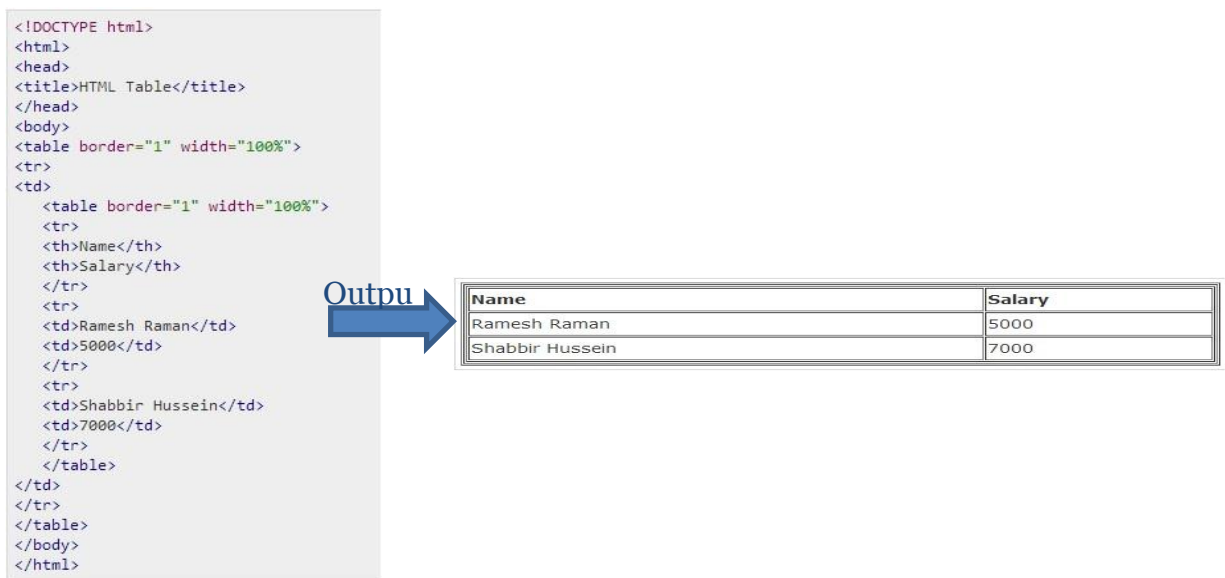 <!DOCTYPE html>
<html>
<head>
<title>HTML Table</title>
</head>
<body>
<table border="1" width="100%">
<tr>
<td>
   <table border="1" width="100%">
   <tr>
   <th>Name</th>
   <th>Salary</th>
   </tr>
   <tr>
   <td>Ramesh Raman</td>
   <td>5000</td>
   </tr>
   <tr>
   <td>Shabbir Hussein</td>
   <td>7000</td>
   </tr>
   </table>
</td>
</tr>
</table>
</body>
</html>
Outpu
Name Salary
Ramesh Raman 5000
Shabbir Hussein 7000